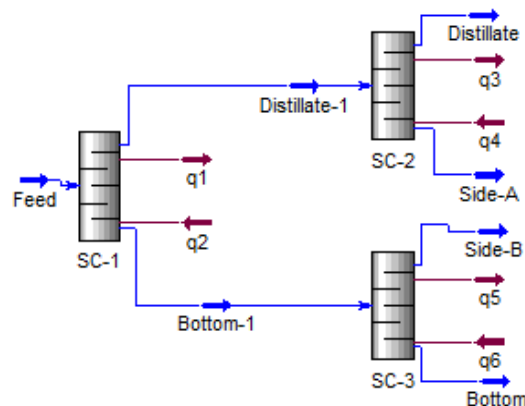 Distillate
q3
Distillate-1
q4
SC-2
Side-A
Feed
q1
q2
SC-1
Side-B
q5
Bottom-1
q6
SC-3
Bottom